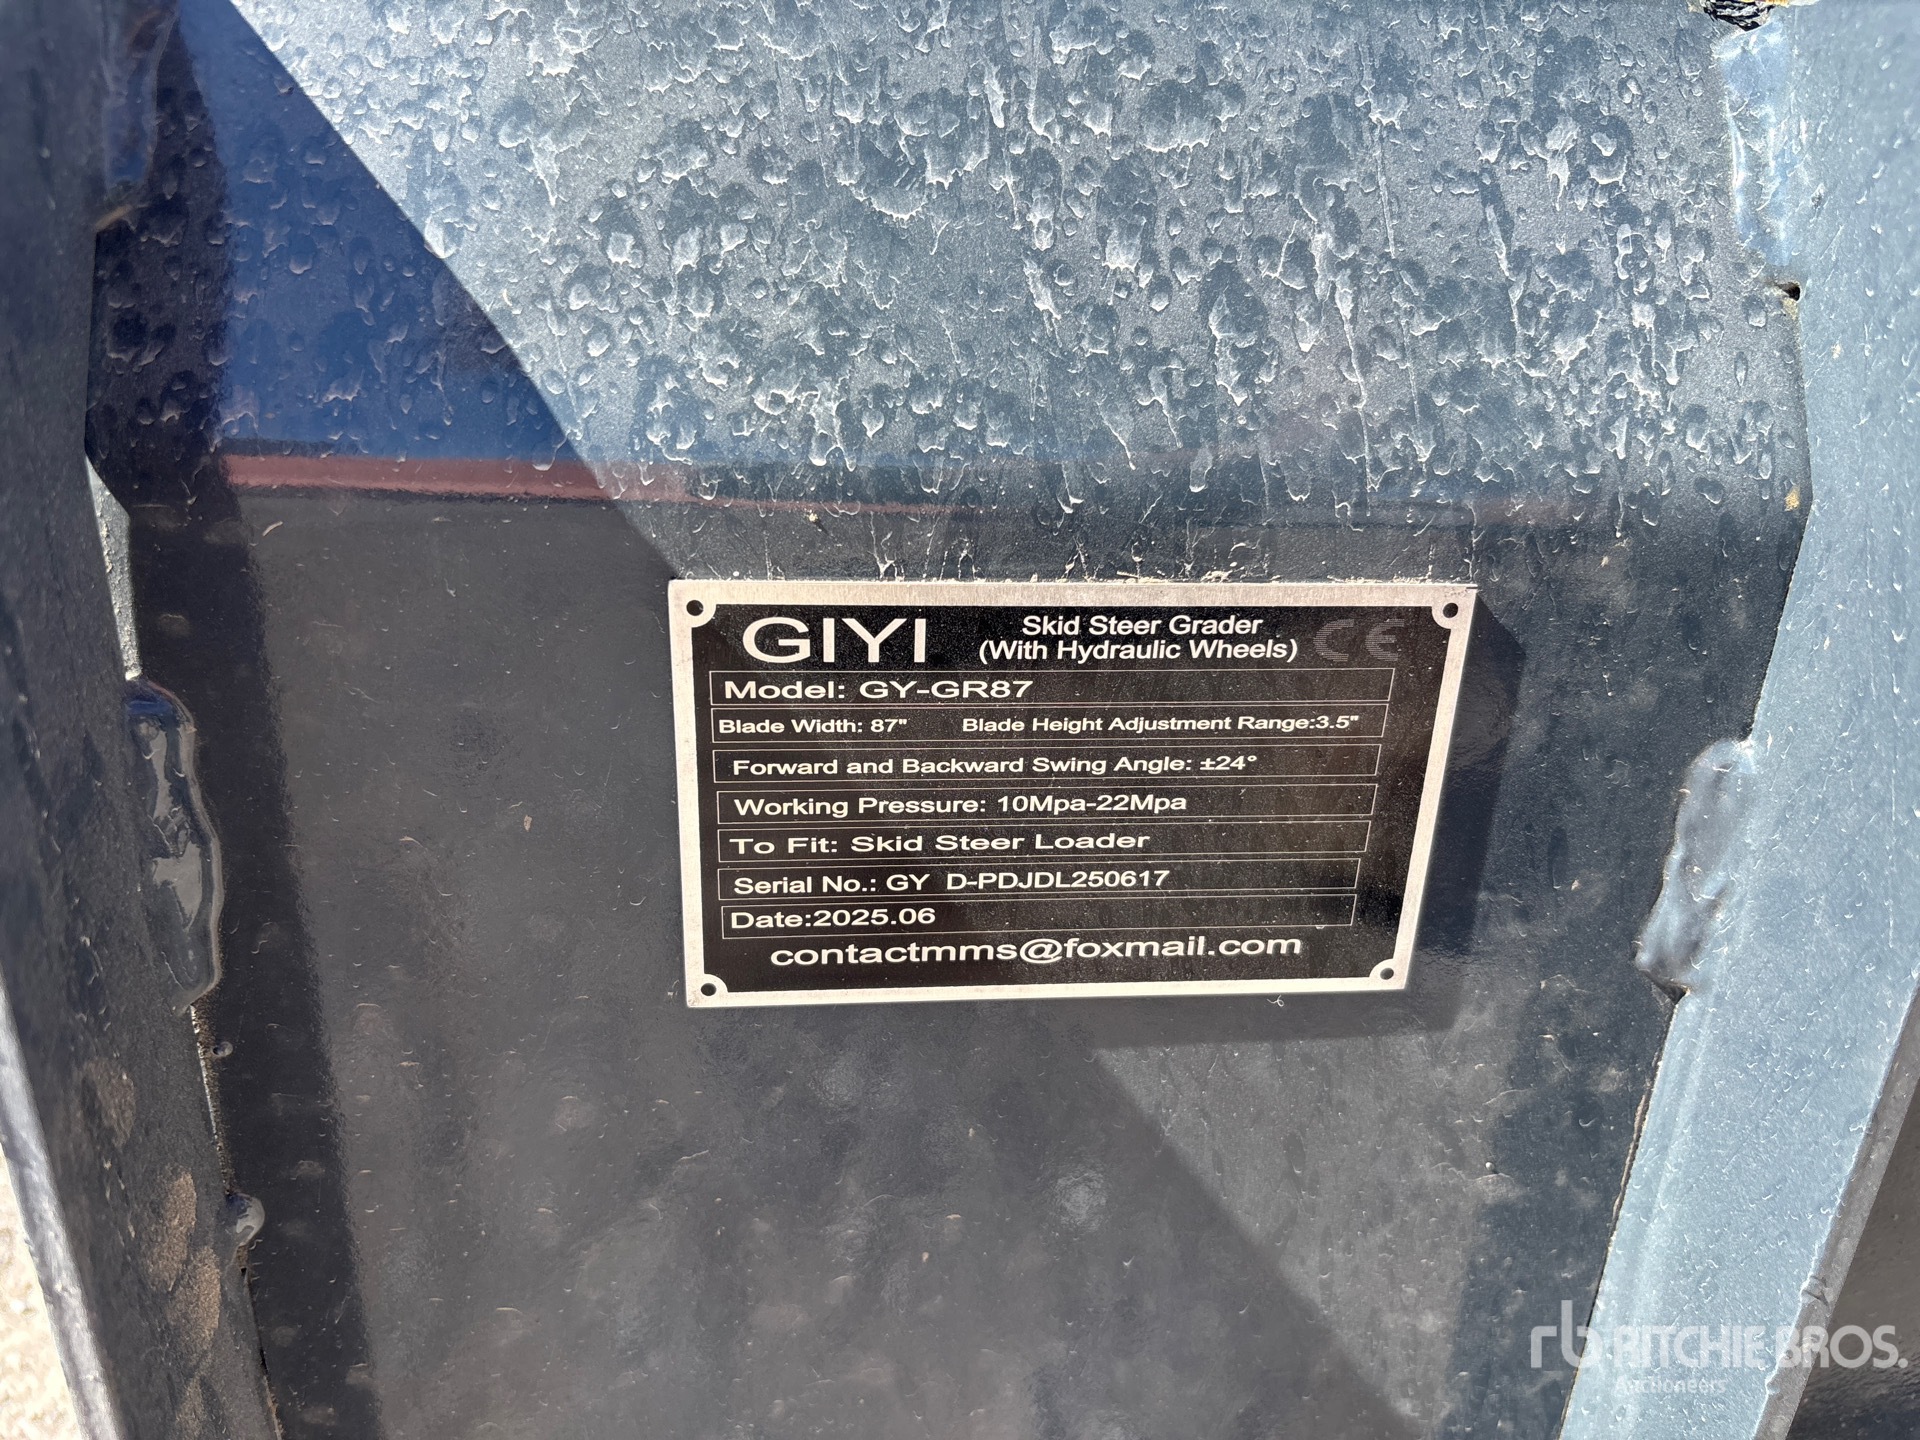 GIYI
Skid Steer Grader
(With Hydraulic Wheels)
CE
Model: GY-GR87
Blade Width: 87" Blade Height Adjustment Range:3.5"
Forward and Backward Swing Angle: ±24°
Working Pressure: 10Mpa-22Mpa
To Fit: Skid Steer Loader
Serial No.: GY D-PDJDL250617
Date:2025.06
contactmms@foxmail.com
rb RITCHIE BROS.
Auctioneers